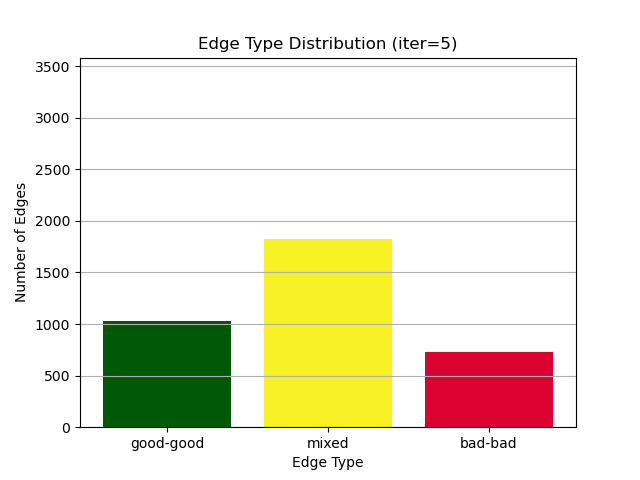 Edge Type Distribution (iter=5)
3500
3000
2500
2000
1500
1000
500
0
Number of Edges
good-good mixed bad-bad
Edge Type